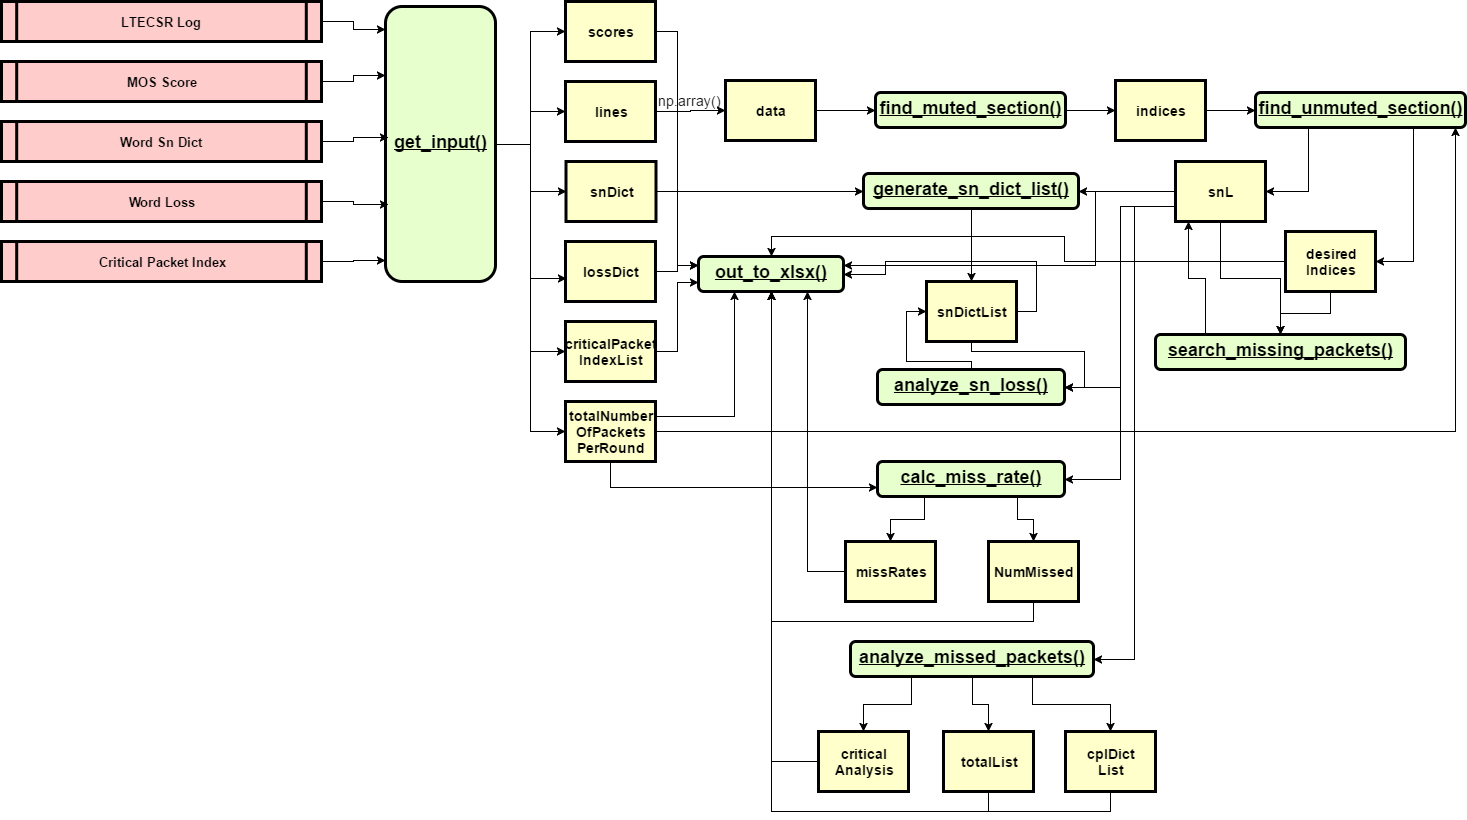 LTECSR Log
MOS Score
Word Sn Dict
Word Loss
Critical Packet Index
get_input()
scores
lines
snDict
lossDict
criticalPacket
IndexList
totalNumber
OfPackets
PerRound
np.array()
data
find_muted_section()
indices
find_unmuted_section()
generate_sn_dict_list()
snL
out_to_xlsx()
desired
Indices
snDictList
search_missing_packets()
analyze_sn_loss()
calc_miss_rate()
missRates
NumMissed
analyze_missed_packets()
critical
Analysis
totalList
cplDict
List